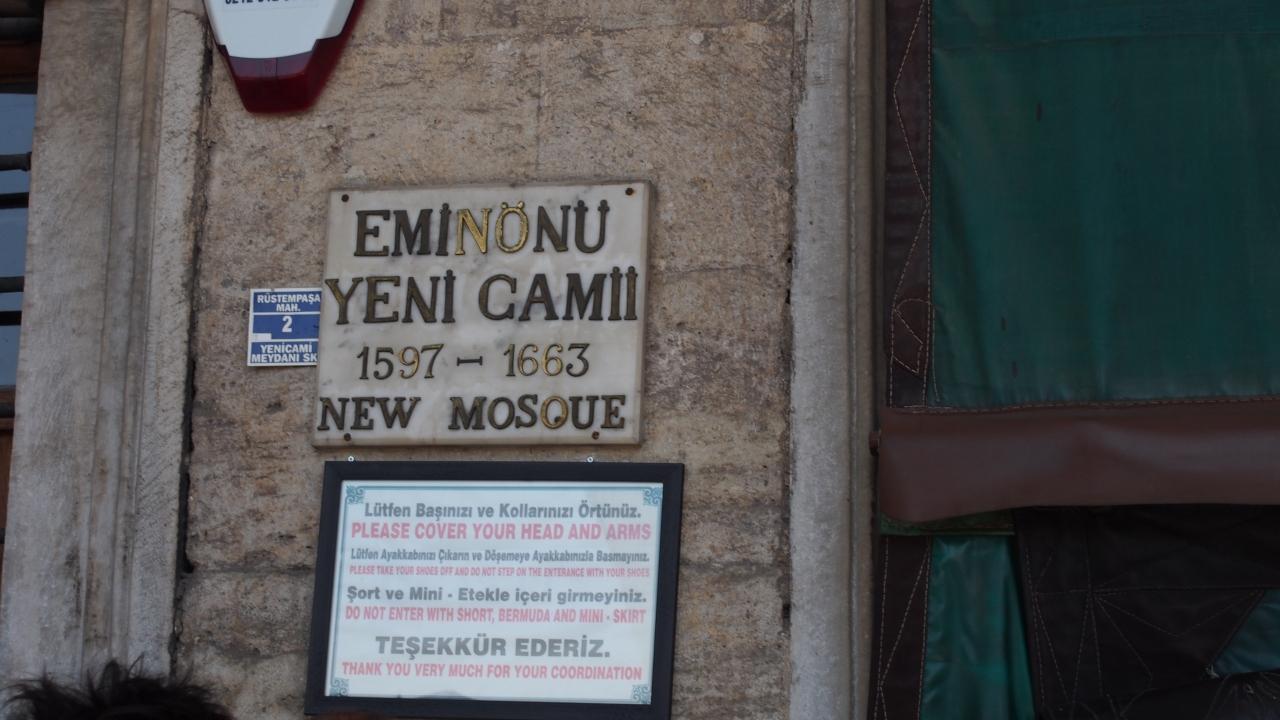 EMİNÖNÜ
YENİ CAMİİ
1597 - 1663
NEW MOSQUE
RÜSTEMPAŞA
MAH.
2
YENİCAMİ
MEYDANI SK
Lütfen Başınızı ve Kollarınızı Örtünüz.
PLEASE COVER YOUR HEAD AND ARMS
Lütfen Ayakkabınızı Çıkarın ve Döşemeye Ayakkabınızla Basmayınız.
PLEASE TAKE YOUR SHOES OFF AND DO NOT STEP ON THE ENTERANCE WITH YOUR SHOES
Şort ve Mini - Etekle içeri girmeyiniz.
DO NOT ENTER WITH SHORT, BERMUDA AND MINI - SKIRT
TEŞEKKÜR EDERİZ.
THANK YOU VERY MUCH FOR YOUR COORDINATION